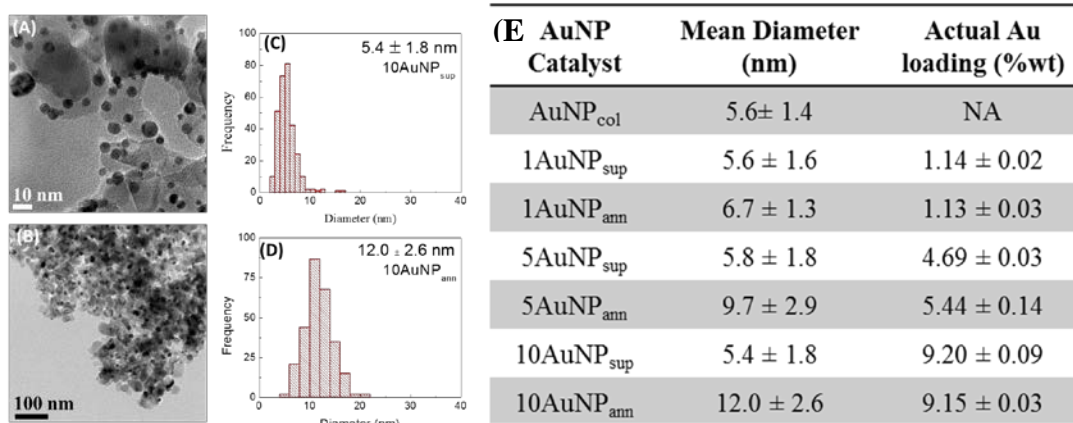 (A)
10 nm
(B)
100 nm
(C)
5.4 ± 1.8 nm
10AuNPsup
Frequency
100
80
60
40
20
0
0 10 20 30 40
Diameter (nm)
(D)
12.0 ± 2.6 nm
10AuNPann
Frequency
100
75
50
25
0
0 10 20 30 40
Diameter (nm)
(E
AuNP Catalyst Mean Diameter (nm) Actual Au loading (%wt)
AuNPcol 5.6± 1.4 NA
1AuNPsup 5.6 ± 1.6 1.14 ± 0.02
1AuNPann 6.7 ± 1.3 1.13 ± 0.03
5AuNPsup 5.8 ± 1.8 4.69 ± 0.03
5AuNPann 9.7 ± 2.9 5.44 ± 0.14
10AuNPsup 5.4 ± 1.8 9.20 ± 0.09
10AuNPann 12.0 ± 2.6 9.15 ± 0.03